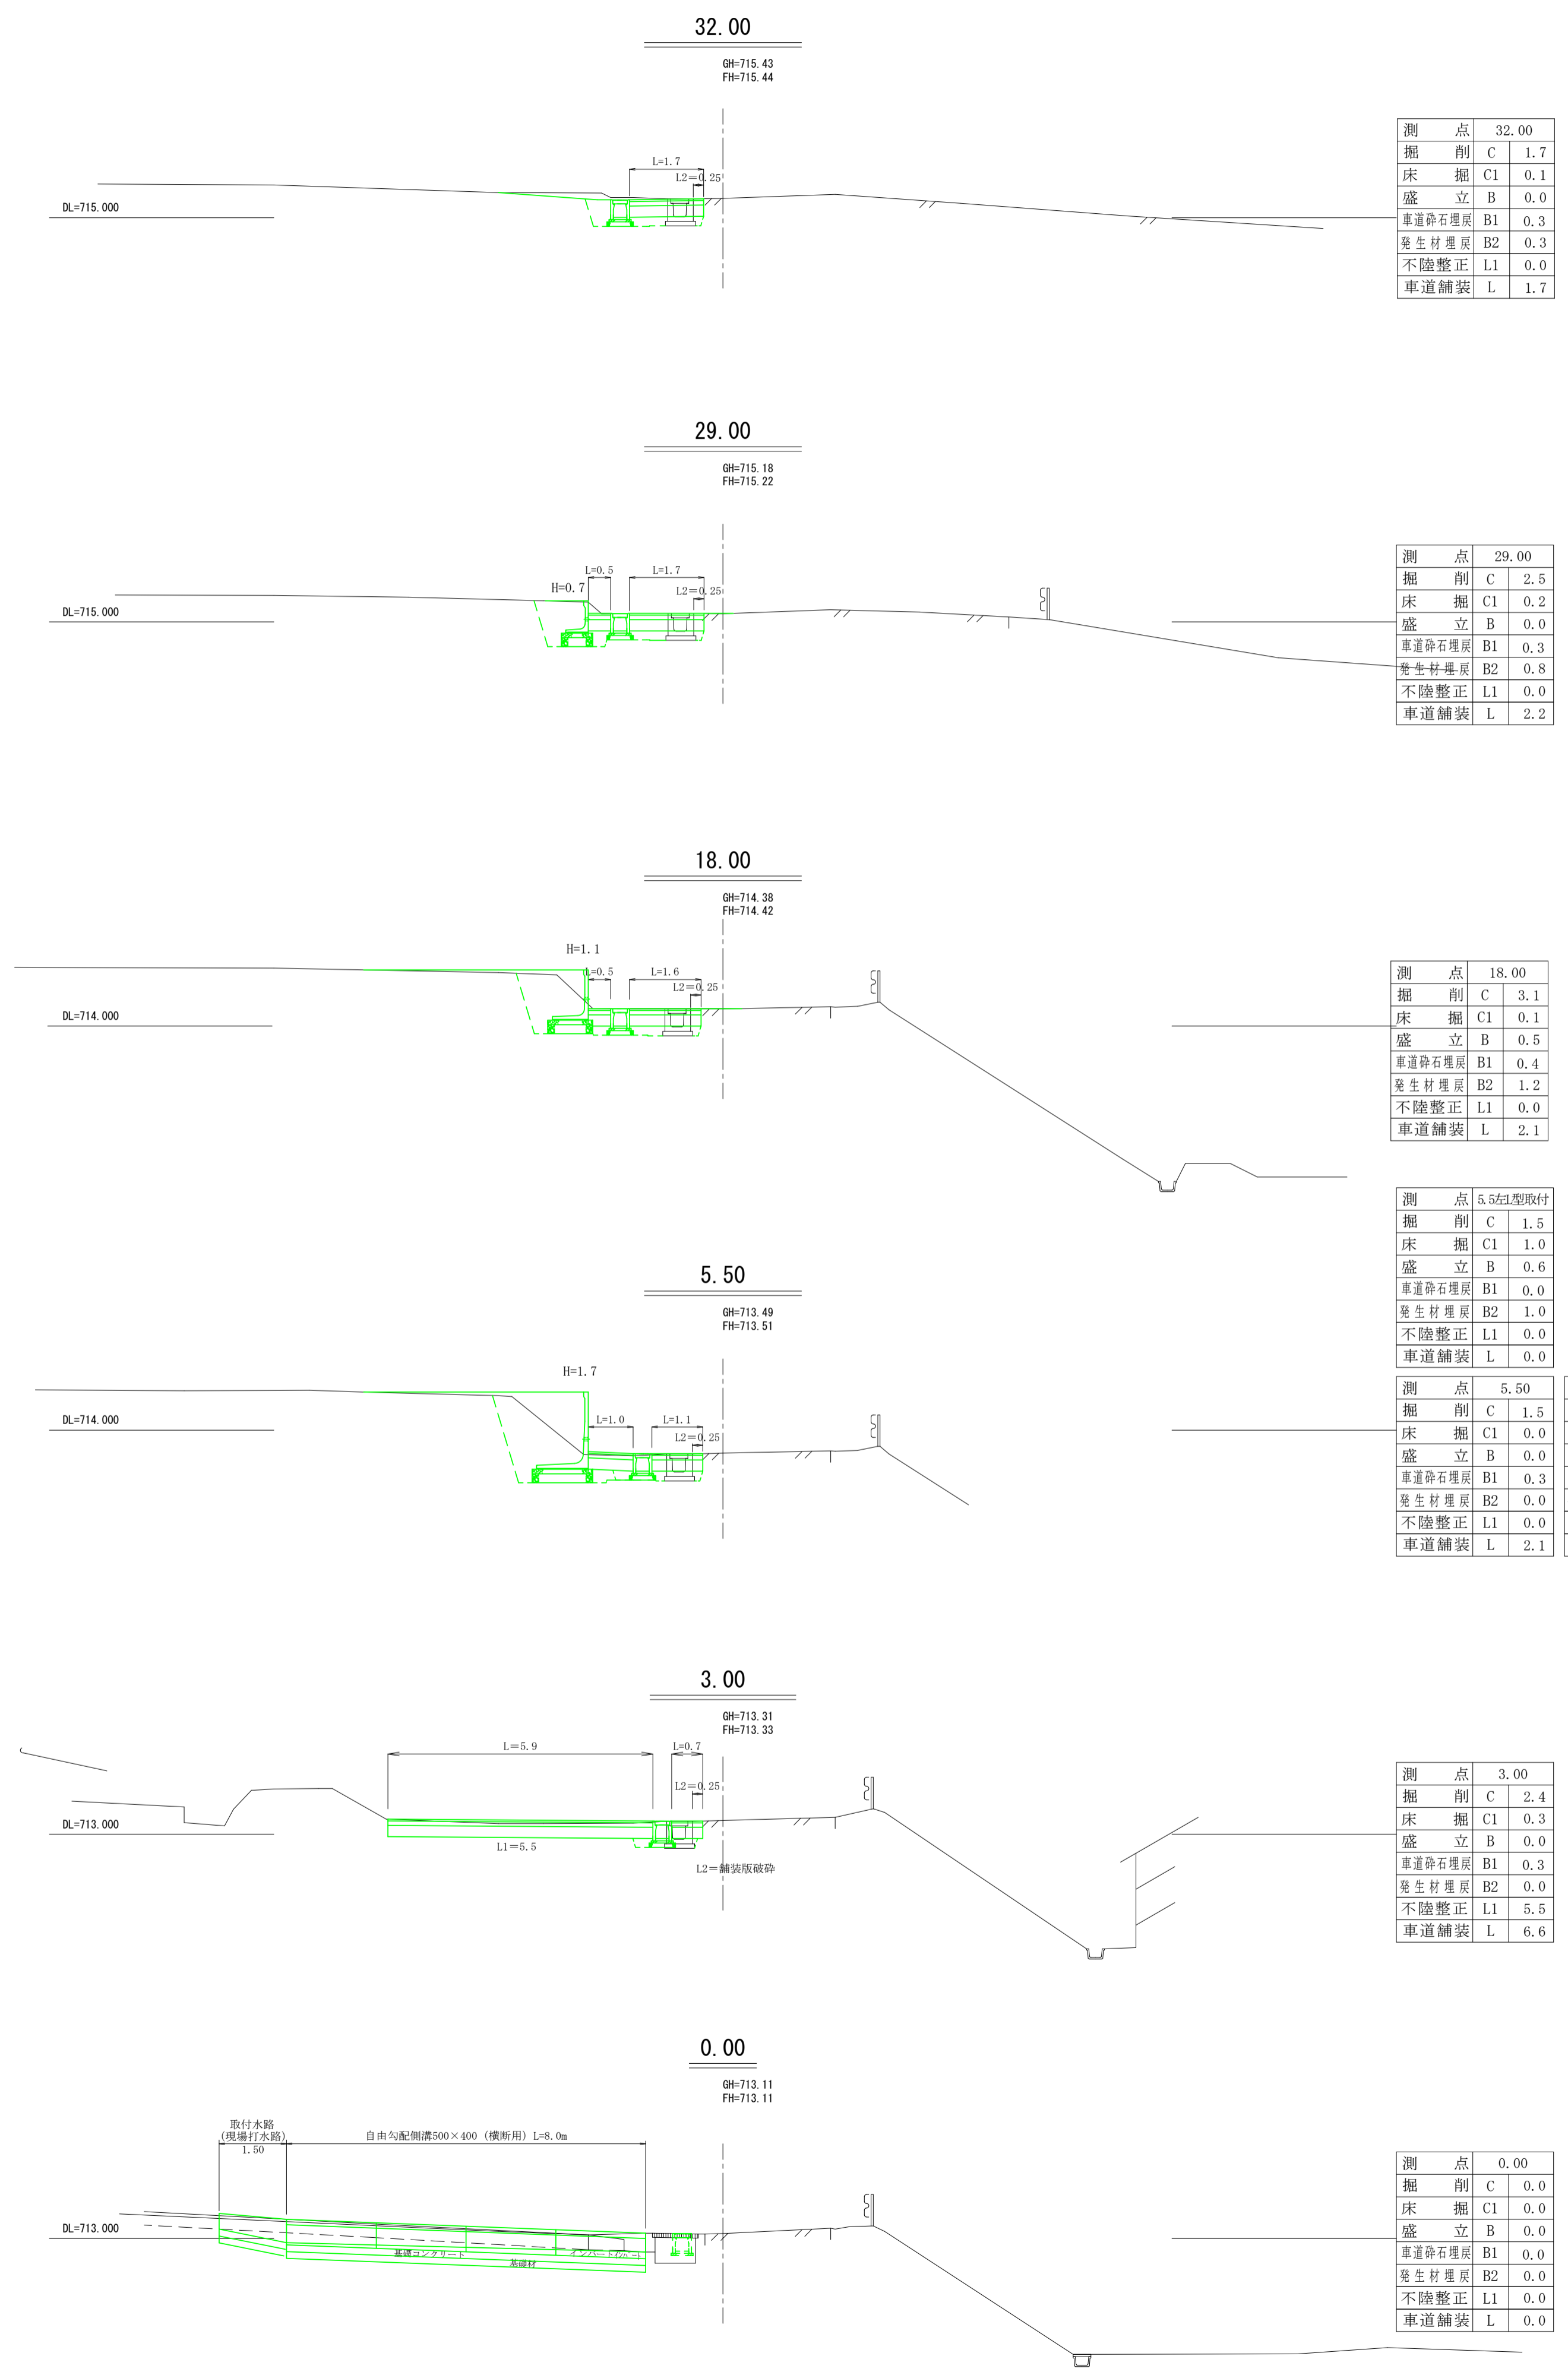 32.00
GH=715.43
FH=715.44
L=1.7
L2=0.25
DL=715.000
測 点 32.00
掘 削 C 1.7
床 掘 C1 0.1
盛 立 B 0.0
車道砕石埋戻 B1 0.3
発生材埋戻 B2 0.3
不陸整正 L1 0.0
車道舗装 L 1.7
29.00
GH=715.18
FH=715.22
L=0.5
L=1.7
H=0.7
L2=0.25
DL=715.000
測 点 29.00
掘 削 C 2.5
床 掘 C1 0.2
盛 立 B 0.0
車道砕石埋戻 B1 0.3
発生材埋戻 B2 0.8
不陸整正 L1 0.0
車道舗装 L 2.2
18.00
GH=714.38
FH=714.42
H=1.1
L=0.5
L=1.6
L2=0.25
DL=714.000
測 点 18.00
掘 削 C 3.1
床 掘 C1 0.1
盛 立 B 0.5
車道砕石埋戻 B1 0.4
発生材埋戻 B2 1.2
不陸整正 L1 0.0
車道舗装 L 2.1
測 点 5.5左L型取付
掘 削 C 1.5
床 掘 C1 1.0
盛 立 B 0.6
車道砕石埋戻 B1 0.0
発生材埋戻 B2 1.0
不陸整正 L1 0.0
車道舗装 L 0.0
5.50
GH=713.49
FH=713.51
H=1.7
L=1.0
L=1.1
L2=0.25
DL=714.000
測 点 5.50
掘 削 C 1.5
床 掘 C1 0.0
盛 立 B 0.0
車道砕石埋戻 B1 0.3
発生材埋戻 B2 0.0
不陸整正 L1 0.0
車道舗装 L 2.1
3.00
GH=713.31
FH=713.33
L=5.9
L=0.7
L2=0.25
DL=713.000
L1=5.5
L2=舗装版破砕
測 点 3.00
掘 削 C 2.4
床 掘 C1 0.3
盛 立 B 0.0
車道砕石埋戻 B1 0.3
発生材埋戻 B2 0.0
不陸整正 L1 5.5
車道舗装 L 6.6
0.00
GH=713.11
FH=713.11
取付水路
(現場打水路)
1.50
自由勾配側溝500×400（横断用）L=8.0m
DL=713.000
基礎コンクリート
インバート
基礎材
測 点 0.00
掘 削 C 0.0
床 掘 C1 0.0
盛 立 B 0.0
車道砕石埋戻 B1 0.0
発生材埋戻 B2 0.0
不陸整正 L1 0.0
車道舗装 L 0.0